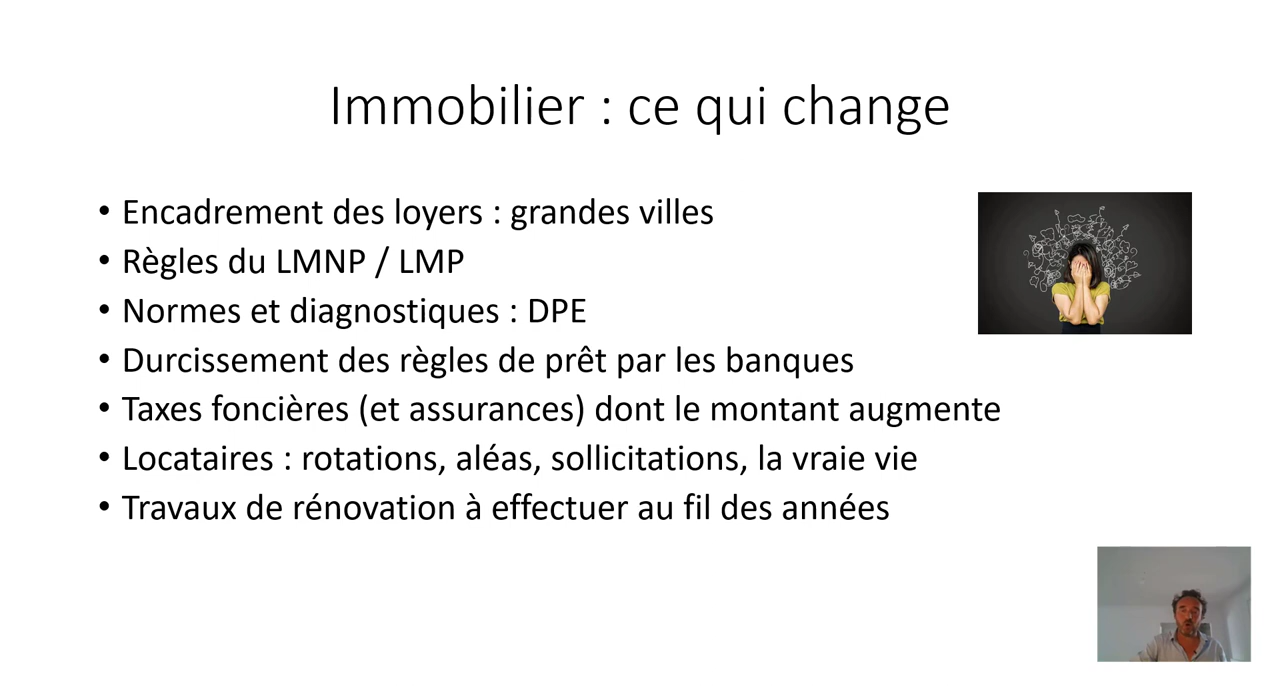 Immobilier : ce qui change
• Encadrement des loyers : grandes villes
• Règles du LMNP / LMP
• Normes et diagnostiques : DPE
• Durcissement des règles de prêt par les banques
• Taxes foncières (et assurances) dont le montant augmente
• Locataires : rotations, aléas, sollicitations, la vraie vie
• Travaux de rénovation à effectuer au fil des années